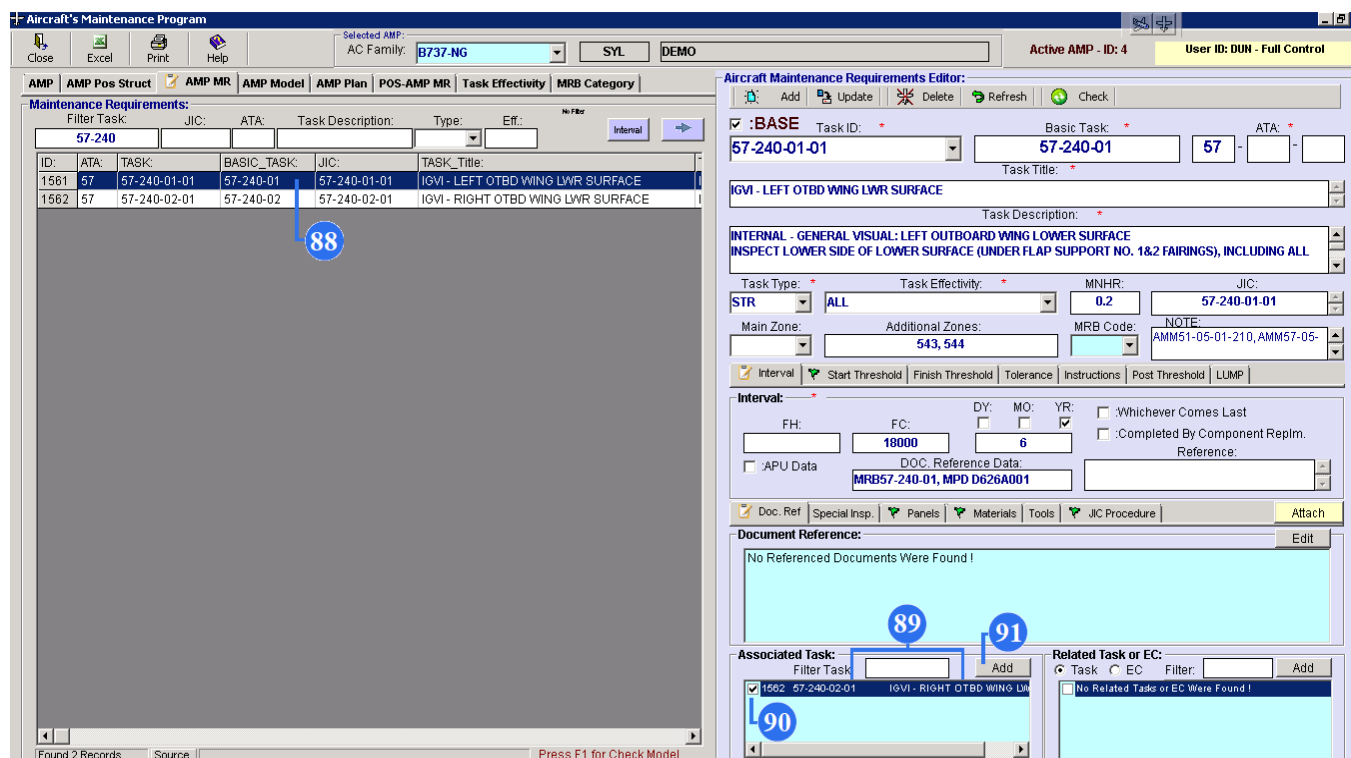 Aircraft's Maintenance Program
Close Excel Print Help
Selected AMP:
AC Family: B737-NG SYL DEMO
Active AMP - ID: 4 User ID: DUN - Full Control
AMP AMP Pos Struct AMP MR AMP Model AMP Plan POS-AMP MR Task Effectivity MRB Category
Maintenance Requirements:
Filter Task: JIC: ATA: Task Description: Type: Eff.: No Filter
57-240 Interval
ID: ATA: TASK: BASIC_TASK: JIC: TASK_Title:
1561 57 57-240-01-01 57-240-01 57-240-01-01 IGVI - LEFT OTBD WING LWR SURFACE
1562 57 57-240-02-01 57-240-02 57-240-02-01 IGVI - RIGHT OTBD WING LWR SURFACE
88
Found 2 Records Source Press F1 for Check Model
Aircraft Maintenance Requirements Editor:
Add Update Delete Refresh Check
:BASE Task ID: * Basic Task: * ATA: *
57-240-01-01 57-240-01 57 - -
Task Title: *
IGVI - LEFT OTBD WING LWR SURFACE
Task Description: *
INTERNAL - GENERAL VISUAL: LEFT OUTBOARD WING LOWER SURFACE
INSPECT LOWER SIDE OF LOWER SURFACE (UNDER FLAP SUPPORT NO. 1&2 FAIRINGS), INCLUDING ALL
Task Type: * Task Effectivity: * MNHR: JIC:
STR ALL 0.2 57-240-01-01
Main Zone: Additional Zones: MRB Code: NOTE:
543, 544 AMM51-05-01-210, AMM57-05-
Interval Start Threshold Finish Threshold Tolerance Instructions Post Threshold LUMP
Interval: *
DY: MO: YR: :Whichever Comes Last
FH: FC: :Completed By Component Replm.
18000 6 Reference:
:APU Data DOC. Reference Data:
MRB57-240-01, MPD D626A001
Doc. Ref Special Insp. Panels Materials Tools JIC Procedure Attach
Document Reference: Edit
No Referenced Documents Were Found !
89
91
Associated Task:
Filter Task Add
1562 57-240-02-01 IGVI - RIGHT OTBD WING LW
90
Related Task or EC:
Task EC Filter: Add
No Related Tasks or EC Were Found !